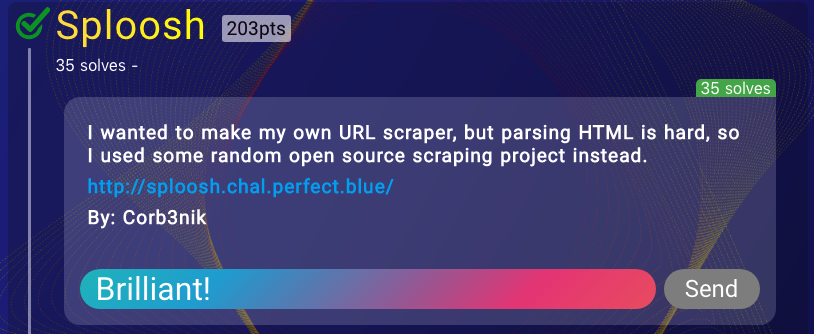 Sploosh 203pts
35 solves -
35 solves
I wanted to make my own URL scraper, but parsing HTML is hard, so
I used some random open source scraping project instead.
http://sploosh.chal.perfect.blue/
By: Corb3nik
Brilliant! Send